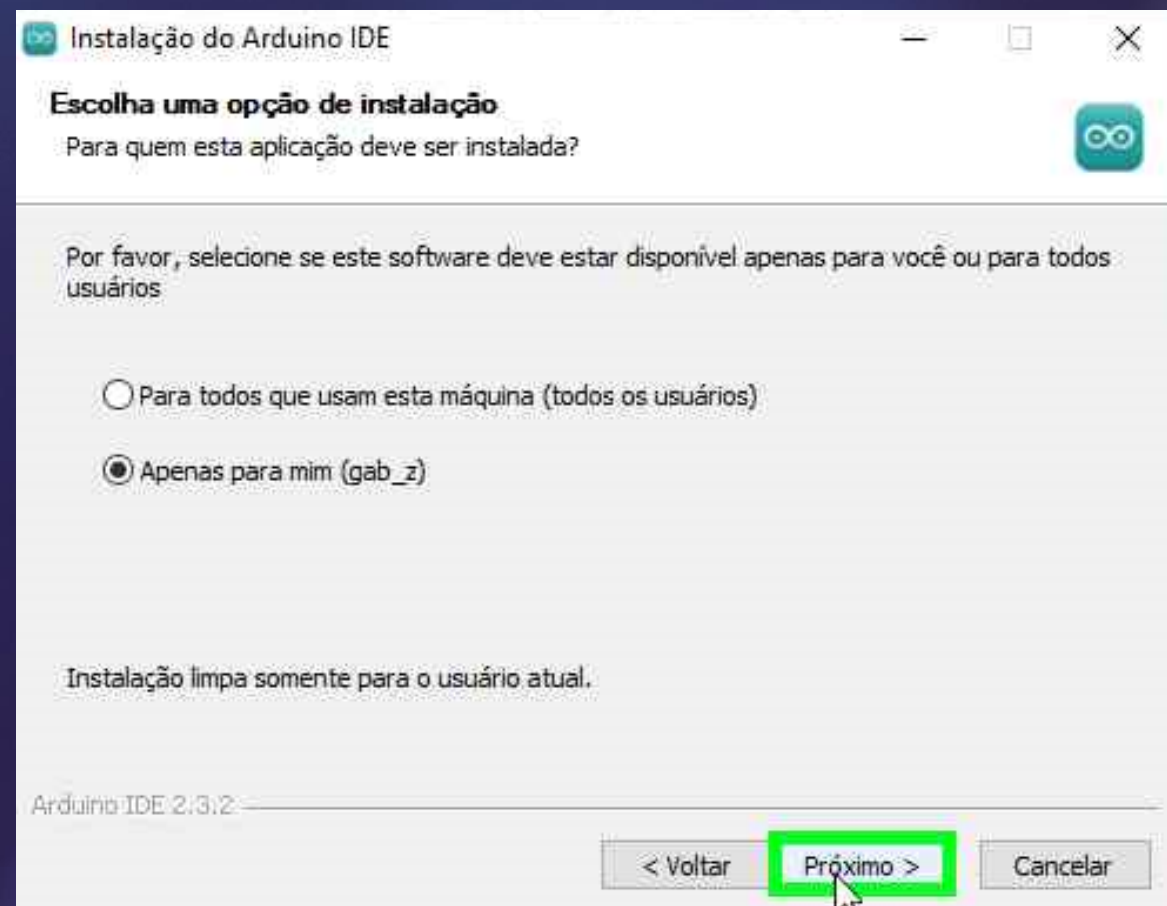 Instalação do Arduino IDE
Escolha uma opção de instalação
Para quem esta aplicação deve ser instalada?
Por favor, selecione se este software deve estar disponível apenas para você ou para todos
usuários
Para todos que usam esta máquina (todos os usuários)
Apenas para mim (gab_z)
Instalação limpa somente para o usuário atual.
Arduino IDE 2.3.2
< Voltar
Próximo >
Cancelar